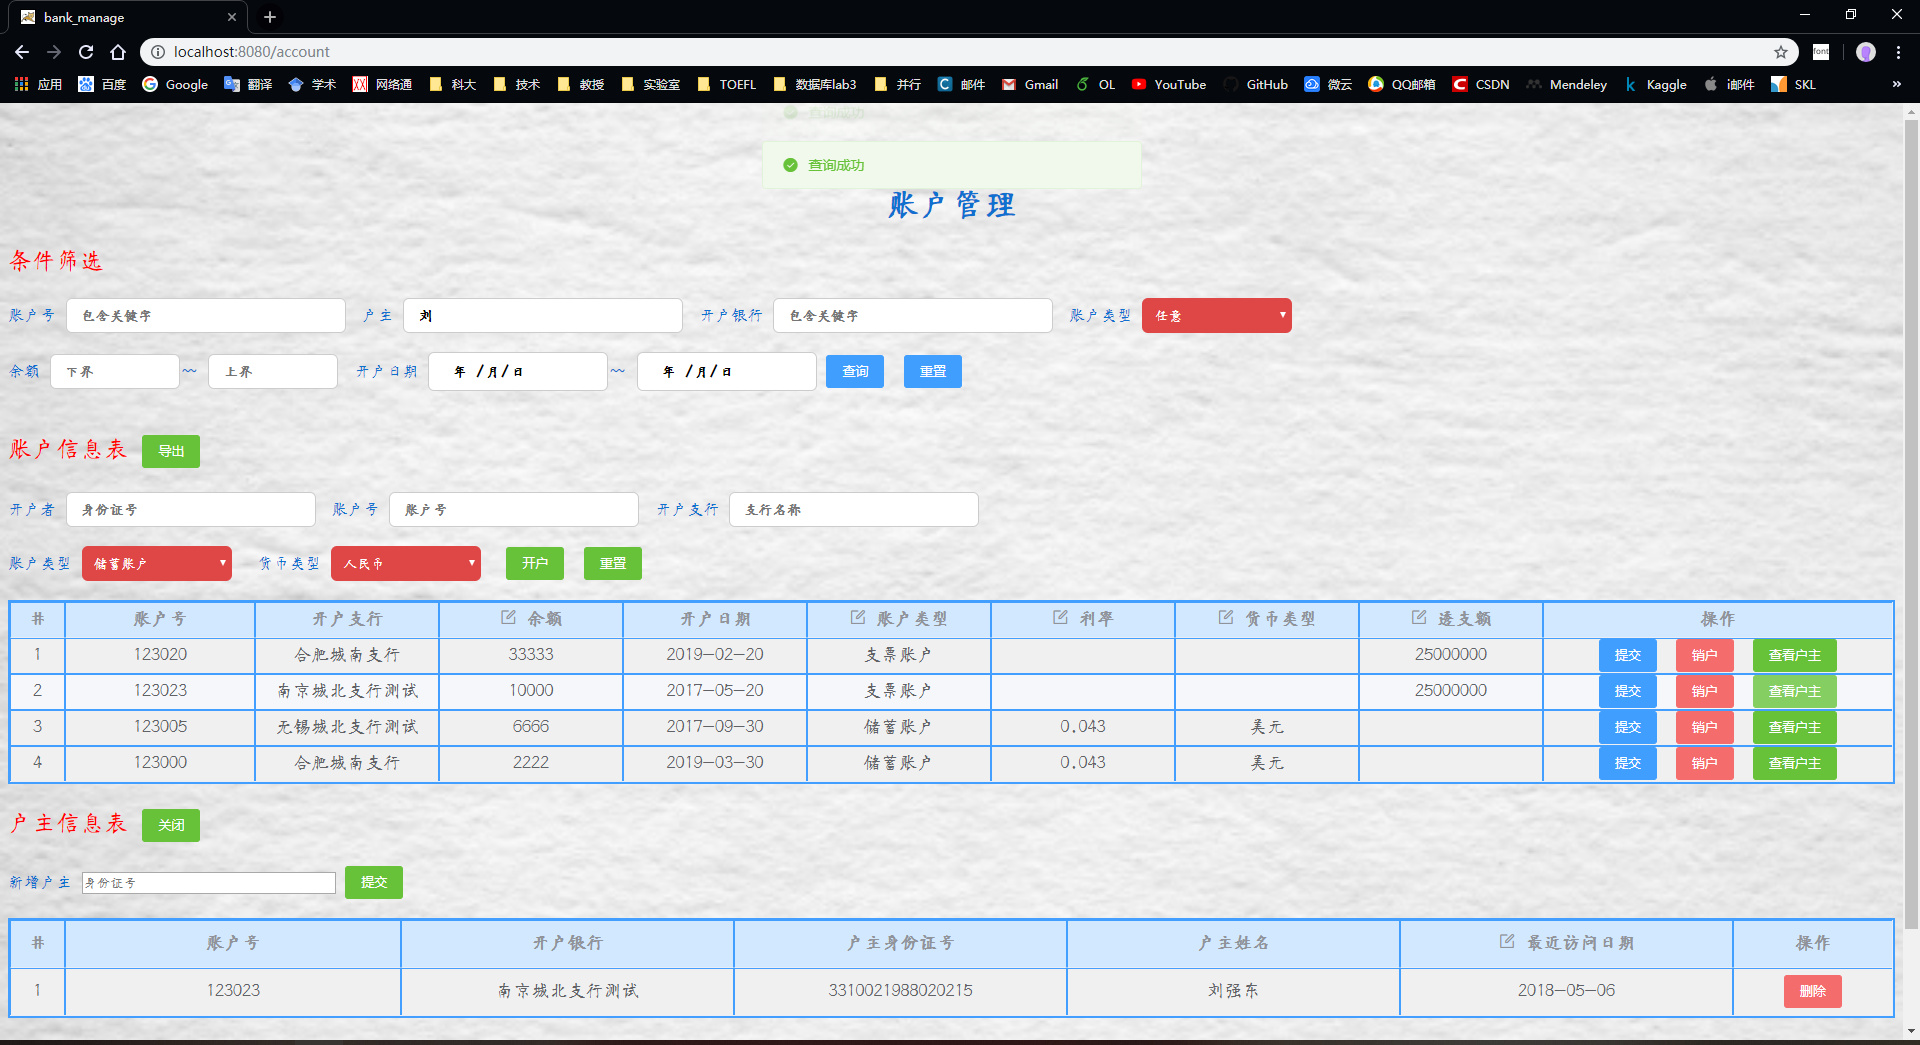 bank_manage
localhost:8080/account
font
应用 百度 Google 翻译 学术 网络通 科大 技术 教授 实验室 TOEFL 数据库lab3 并行 邮件 Gmail OL YouTube GitHub 微云 QQ邮箱 CSDN Mendeley Kaggle i邮件 SKL »
查询成功
查询成功
账户管理
条件筛选
账户号 包含关键字 户主 刘 开户银行 包含关键字 账户类型 任意
余额 下界 ~ 上界 开户日期 年 /月/日 ~ 年 /月/日 查询 重置
账户信息表 导出
开户者 身份证号 账户号 账户号 开户支行 支行名称
账户类型 储蓄账户 货币类型 人民币 开户 重置
# 账户号 开户支行 余额 开户日期 账户类型 利率 货币类型 透支额 操作
1 123020 合肥城南支行 33333 2019-02-20 支票账户 25000000 提交 销户 查看户主
2 123023 南京城北支行测试 10000 2017-05-20 支票账户 25000000 提交 销户 查看户主
3 123005 无锡城北支行测试 6666 2017-09-30 储蓄账户 0.043 美元 提交 销户 查看户主
4 123000 合肥城南支行 2222 2019-03-30 储蓄账户 0.043 美元 提交 销户 查看户主
户主信息表 关闭
新增户主 身份证号 提交
# 账户号 开户银行 户主身份证号 户主姓名 最近访问日期 操作
1 123023 南京城北支行测试 3310021988020215 刘强东 2018-05-06 删除